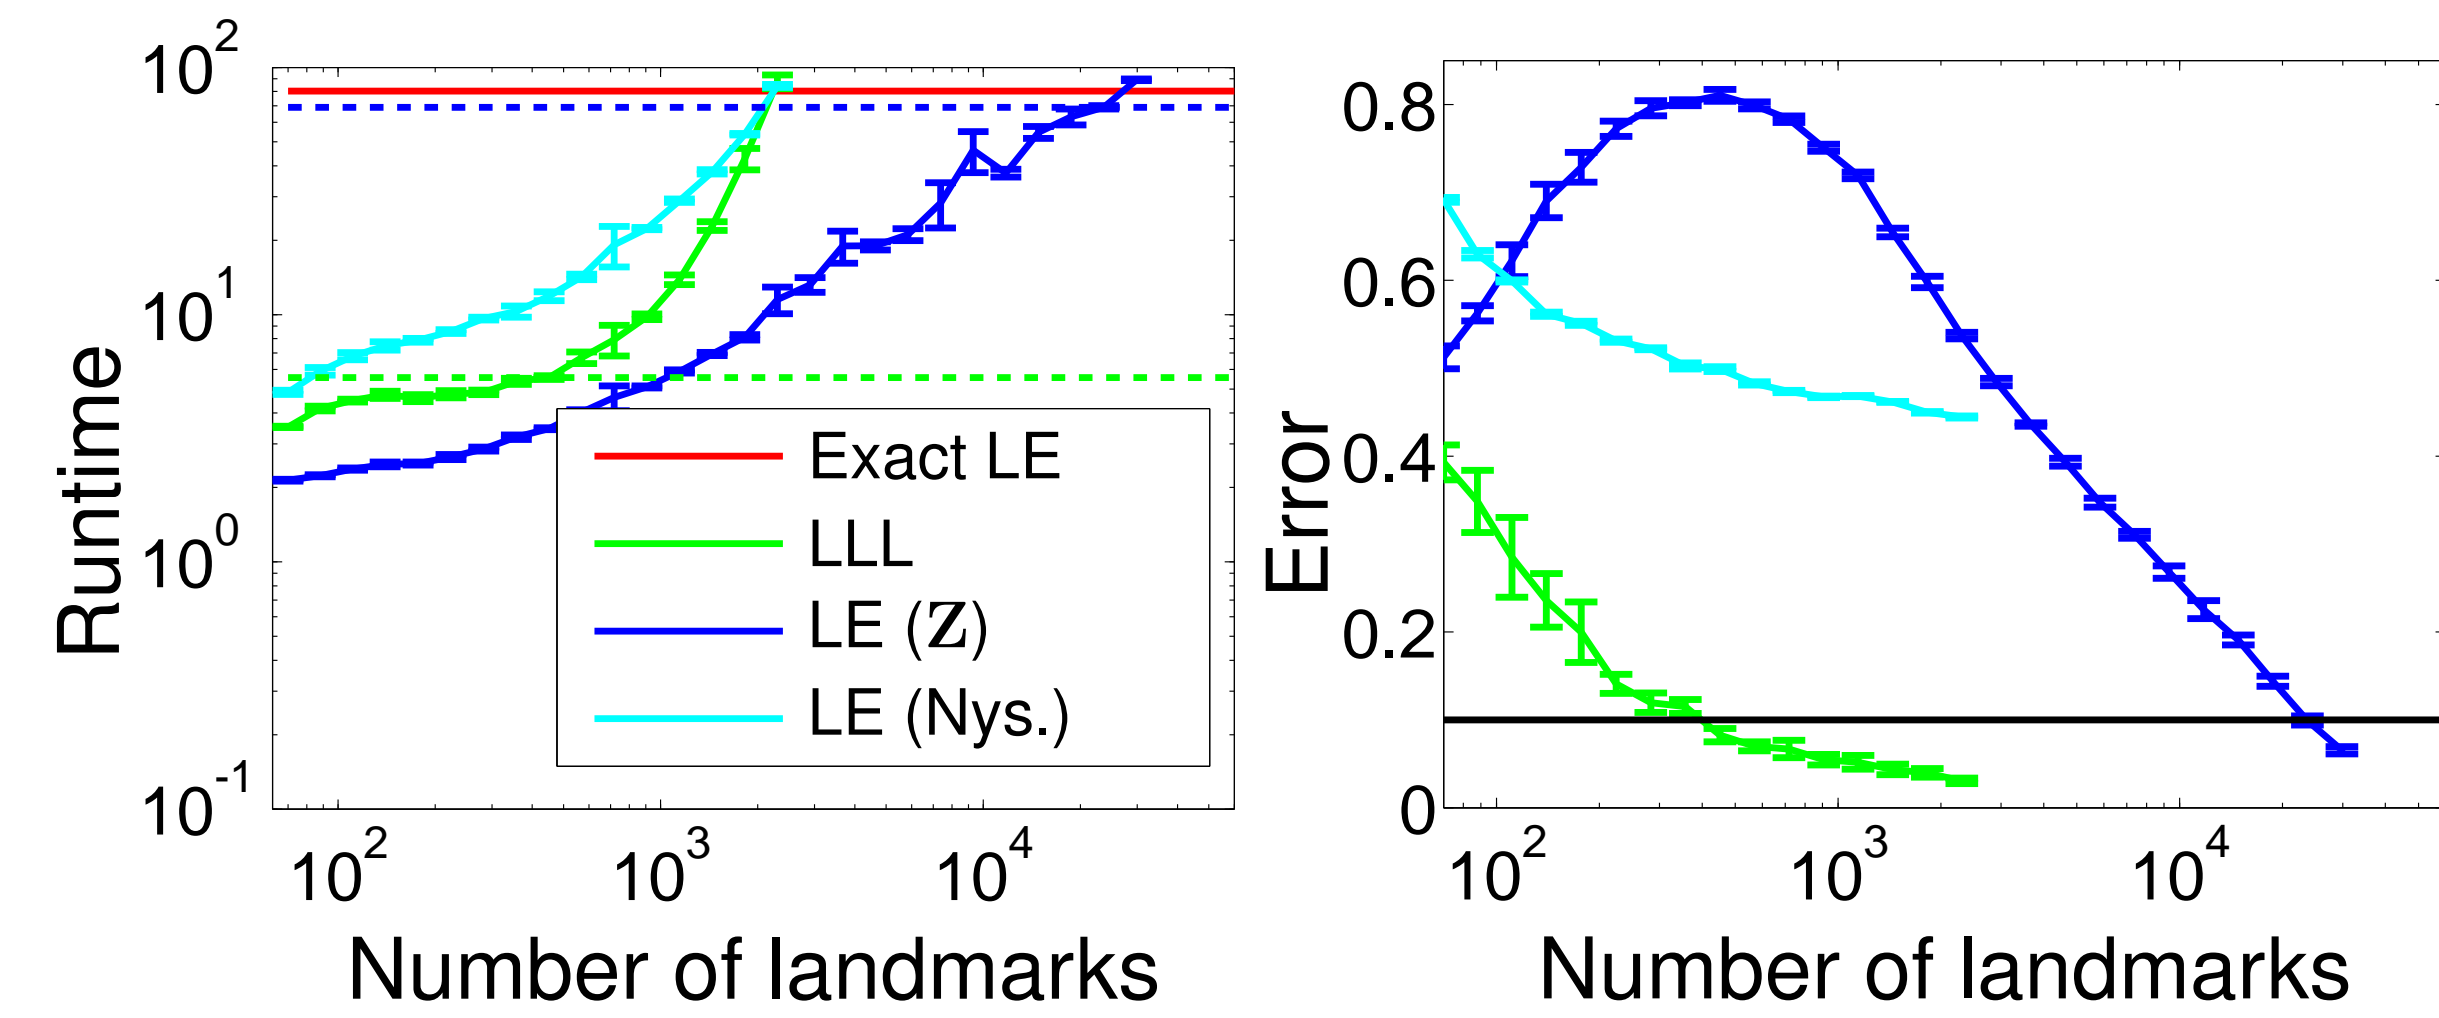 Runtime
10^2
10^1
10^0
10^-1
10^2 10^3 10^4
Number of landmarks
Exact LE
LLL
LE (Z)
LE (Nys.)
Error
0.8
0.6
0.4
0.2
0
10^2 10^3 10^4
Number of landmarks